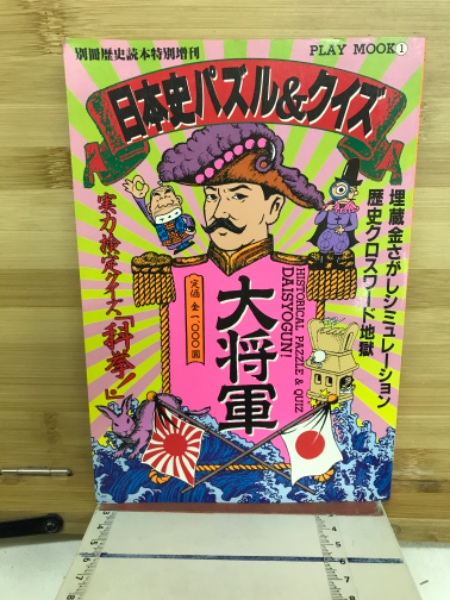 別冊歴史読本特別増刊
PLAY MOOK①
日本史パズル&クイズ
埋蔵金さがしシミュレーション
歴史クロスワード地獄
HISTORICAL PAZZLE & QUIZ
DAISYOGUN!
大将軍
定価 金一、〇〇〇圓
実力検定クイズ「科挙!」